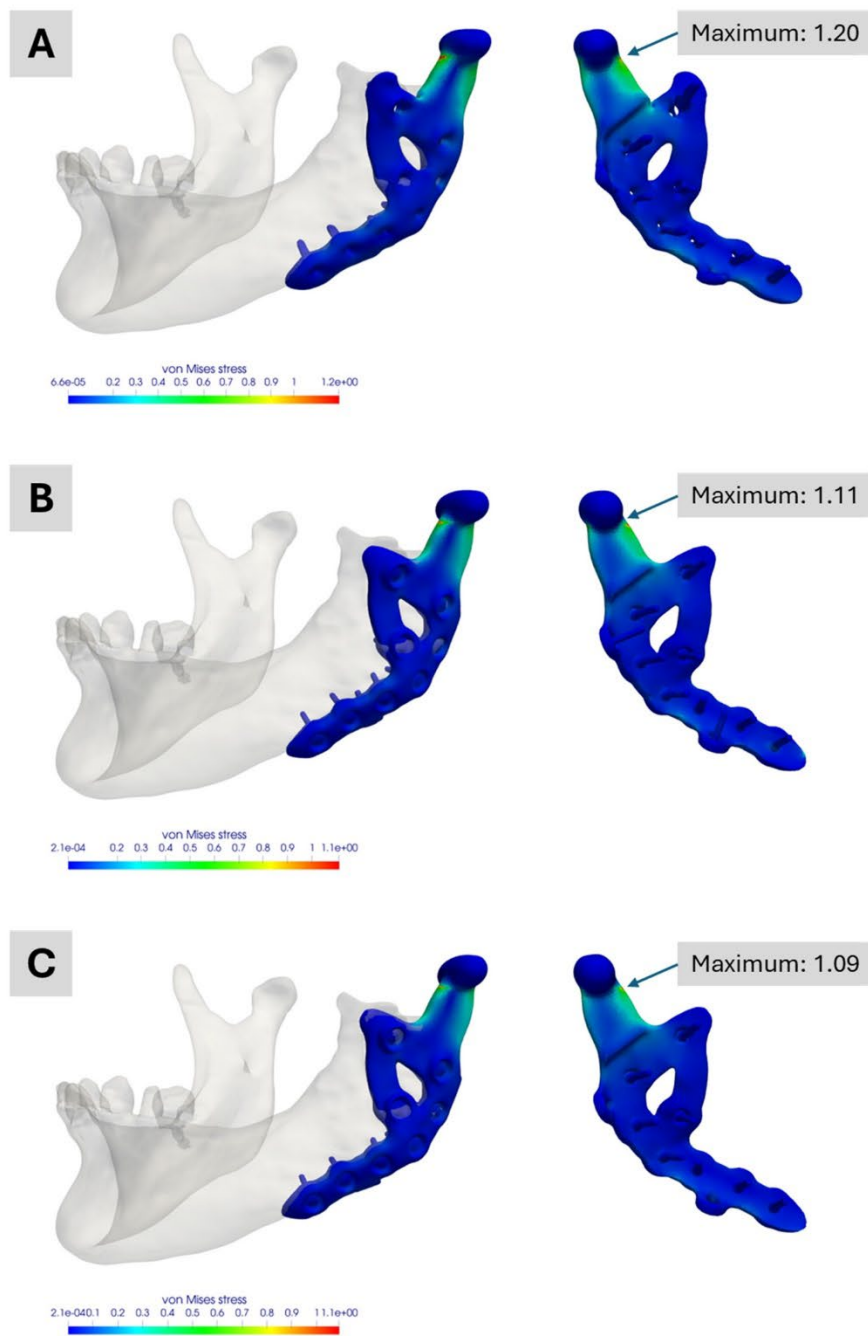 A
Maximum: 1.20
von Mises stress
6.6e-05 0.2 0.3 0.4 0.5 0.6 0.7 0.8 0.9 1 1.2e+00
B
Maximum: 1.11
von Mises stress
2.1e-04 0.2 0.3 0.4 0.5 0.6 0.7 0.8 0.9 1 1.1e+00
C
Maximum: 1.09
von Mises stress
2.1e-040.1 0.2 0.3 0.4 0.5 0.6 0.7 0.8 0.9 11.1e+00